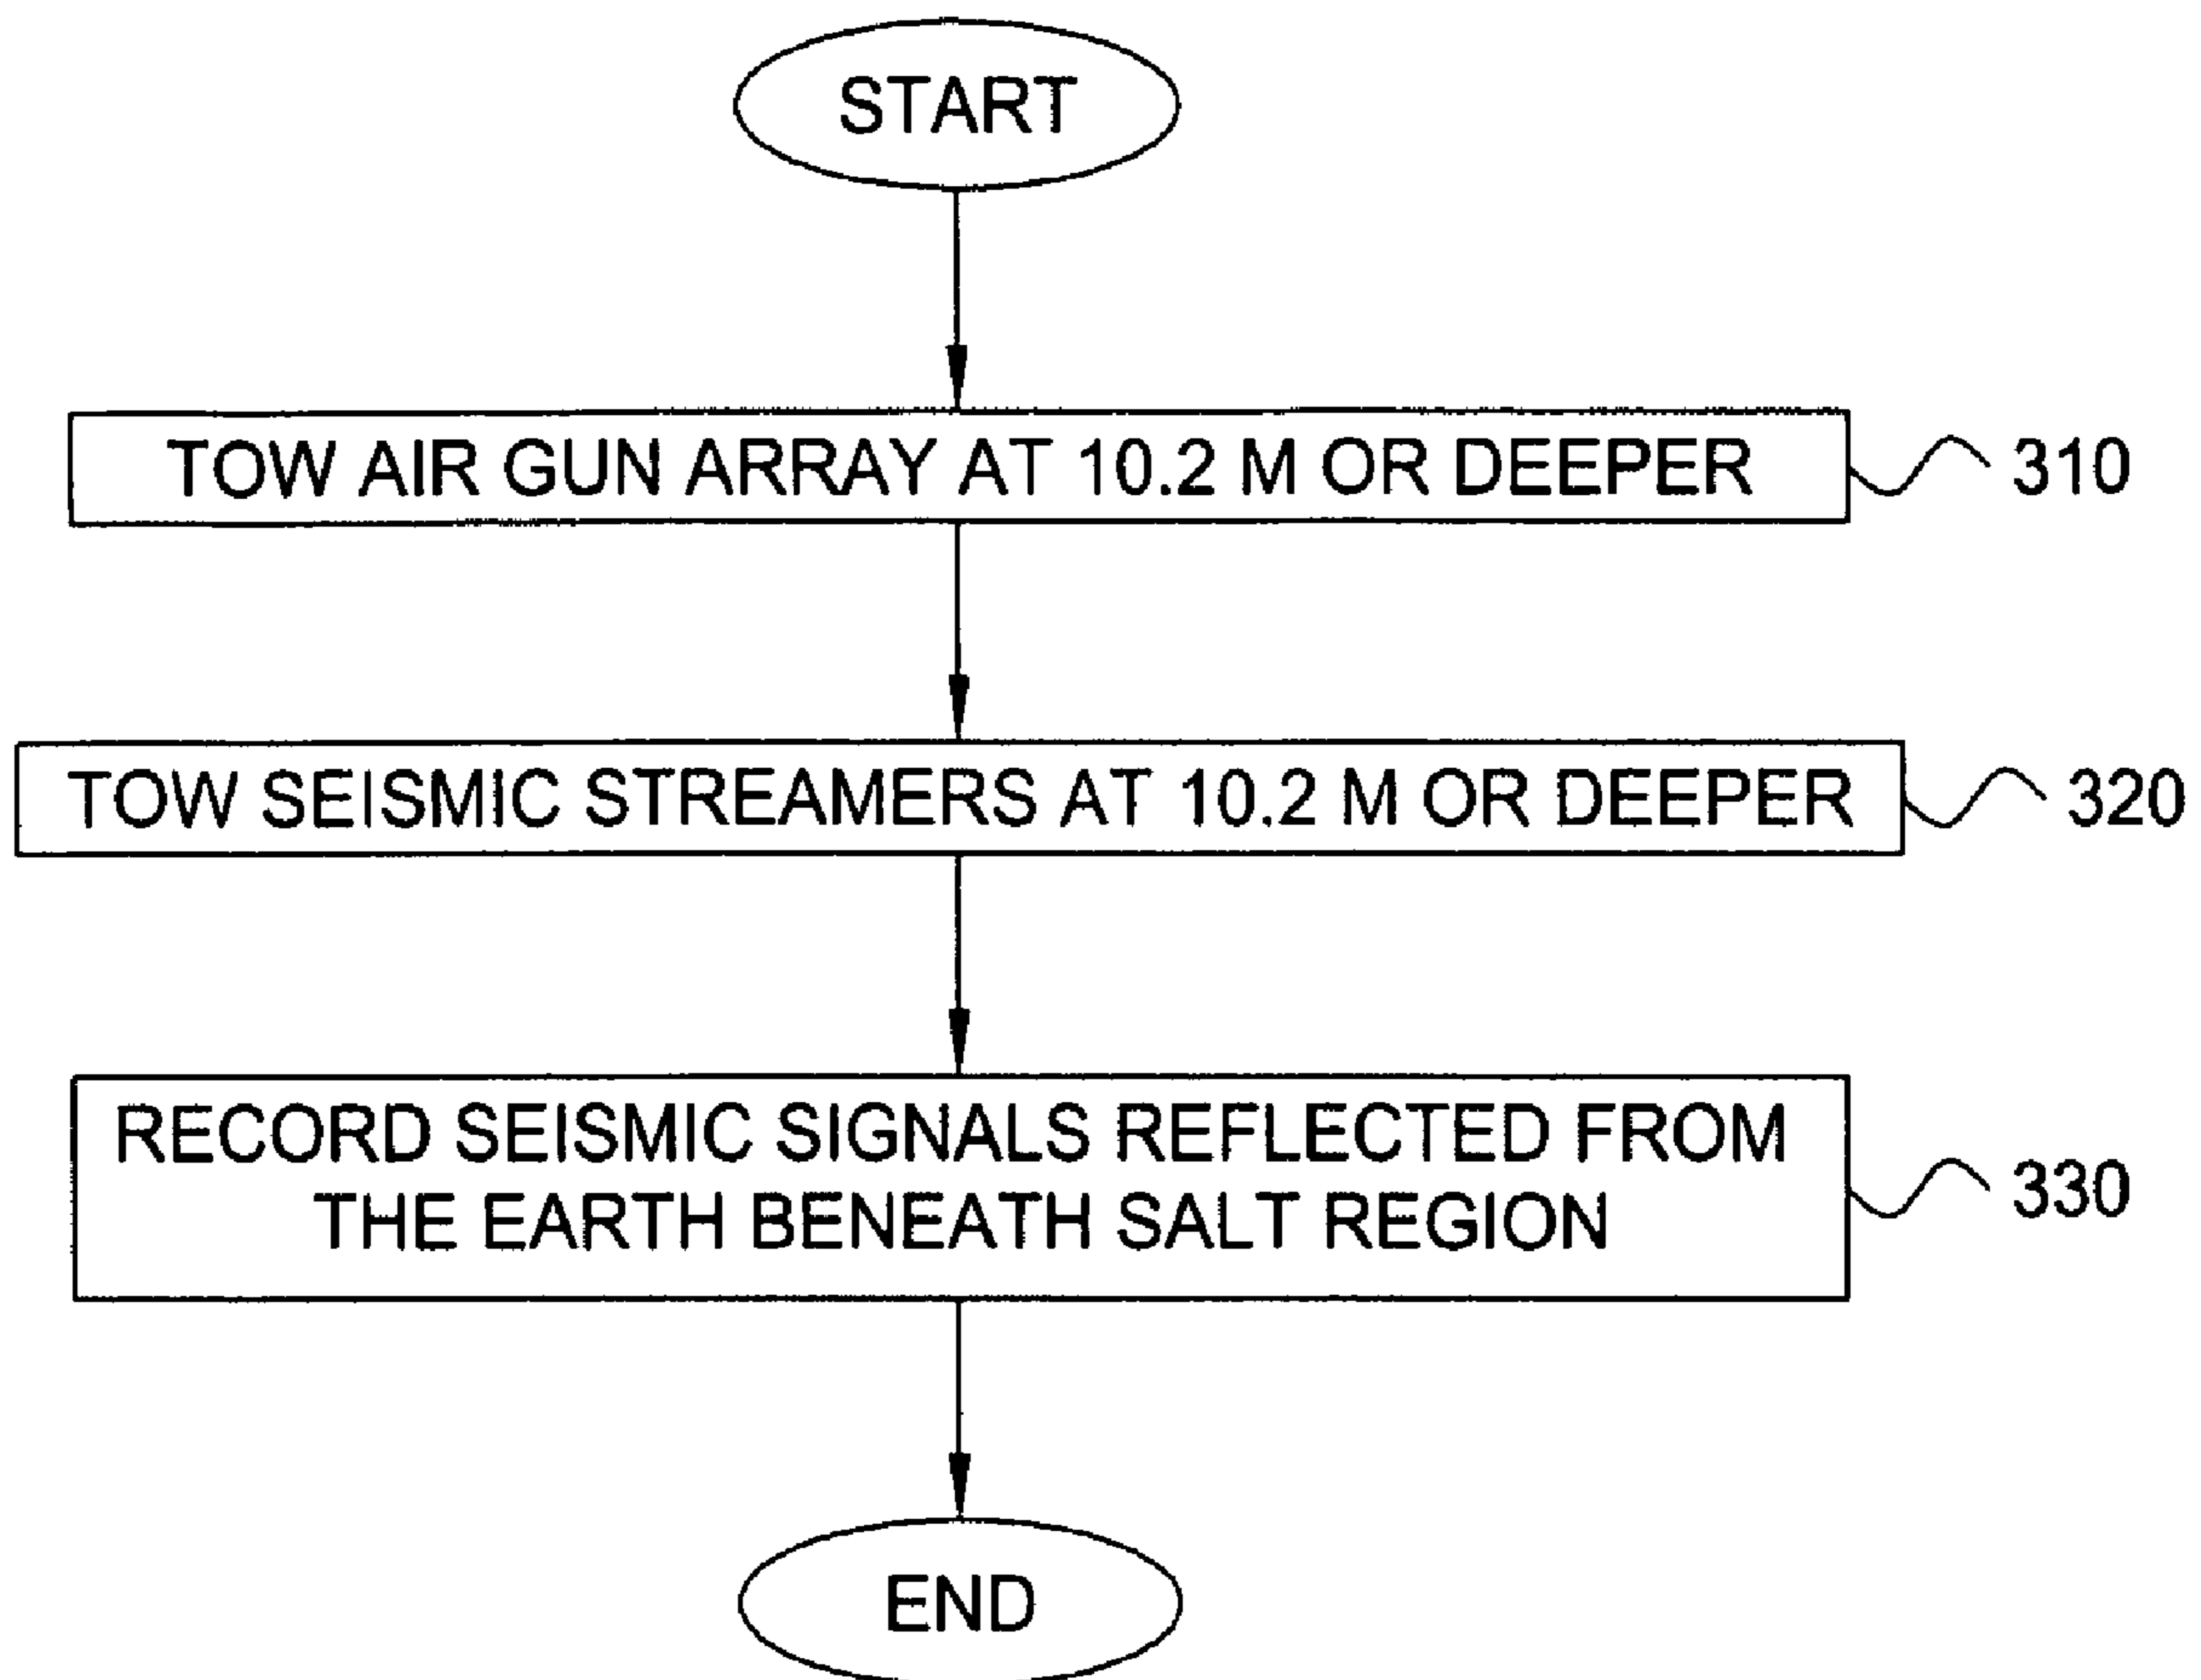 START
TOW AIR GUN ARRAY AT 10.2 M OR DEEPER
310
TOW SEISMIC STREAMERS AT 10.2 M OR DEEPER
320
RECORD SEISMIC SIGNALS REFLECTED FROM
THE EARTH BENEATH SALT REGION
330
END